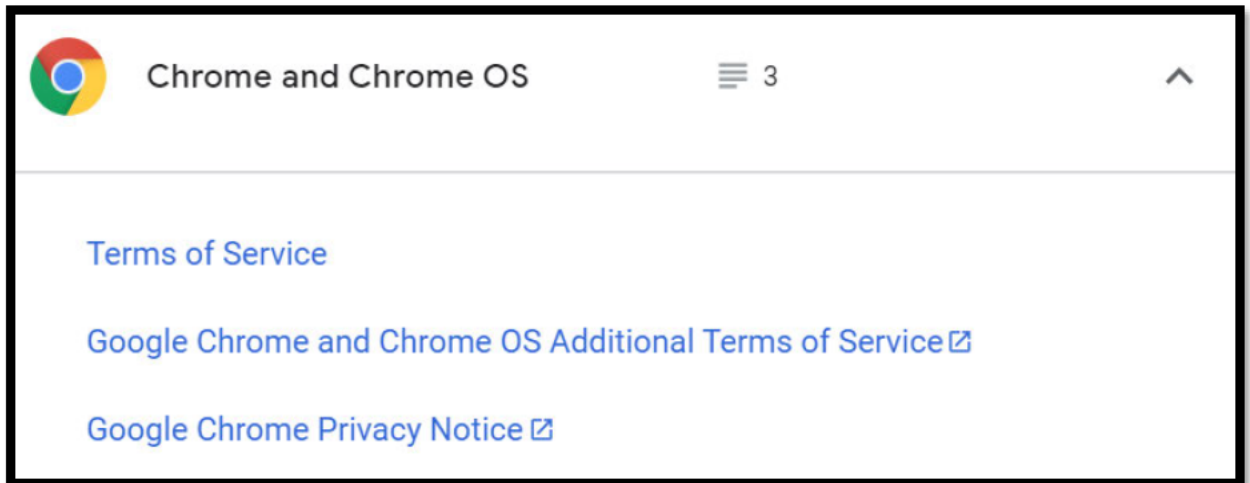 Chrome and Chrome OS 3
Terms of Service
Google Chrome and Chrome OS Additional Terms of Service
Google Chrome Privacy Notice